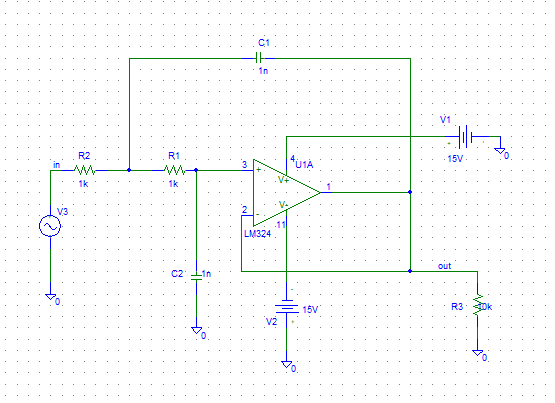 C1
1n
V1
15V
0
in
R2
1k
R1
1k
3
+
4
U1A
V+
1
2
-
V-
11
LM324
V3
0
C2
1n
0
out
R3
10k
0
15V
V2
0